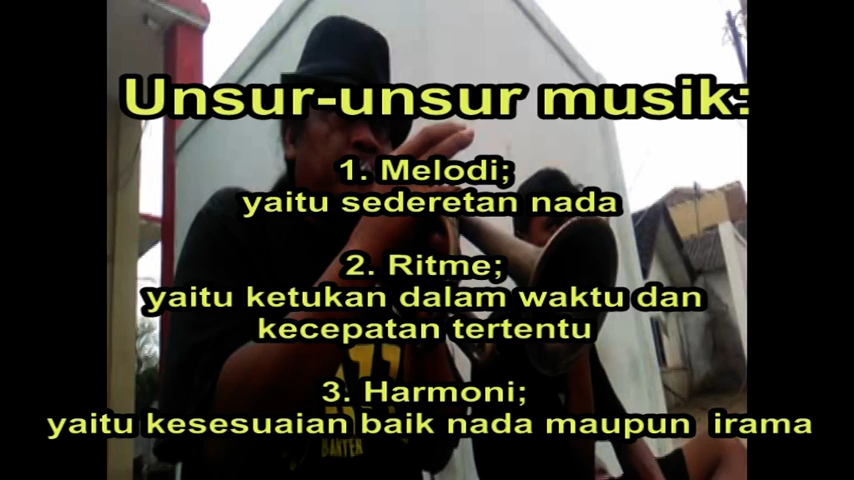 Unsur-unsur musik:
1. Melodi;
yaitu sederetan nada
2. Ritme;
yaitu ketukan dalam waktu dan
kecepatan tertentu
3. Harmoni;
yaitu kesesuaian baik nada maupun irama
BANTER